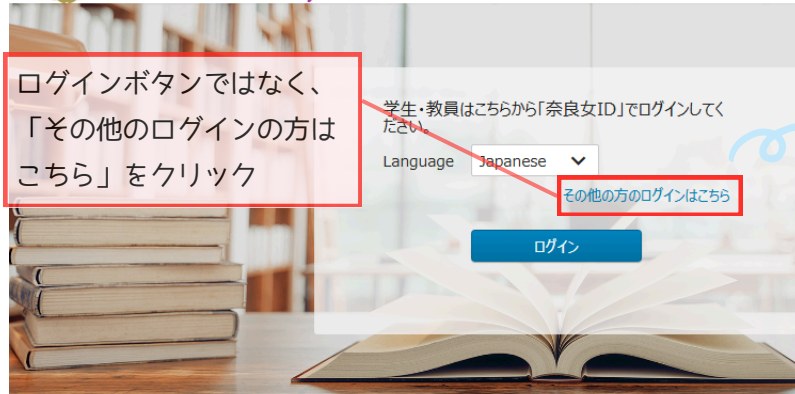 ログインボタンではなく、
「その他のログインの方は
こちら」をクリック
学生・教員はこちらから「奈良女ID」でログインしてく
ださい。
Language Japanese
その他の方のログインはこちら
ログイン